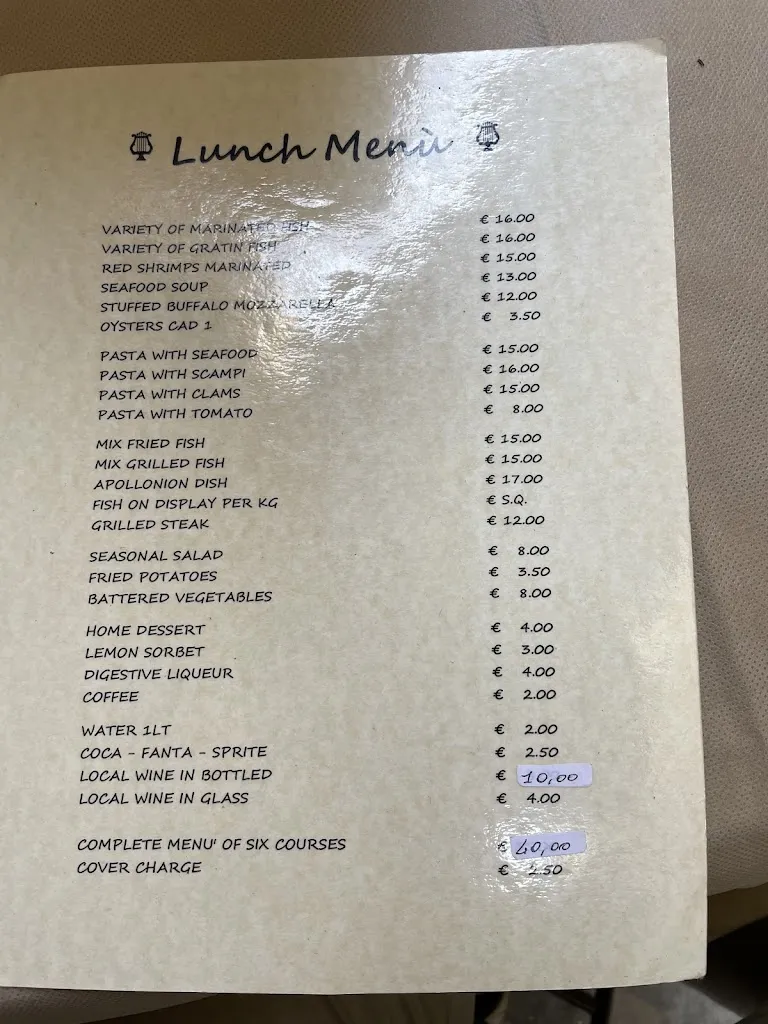 Lunch Menù
VARIETY OF MARINATED FISH € 16.00
VARIETY OF GRATIN FISH € 16.00
RED SHRIMPS MARINATED € 15.00
SEAFOOD SOUP € 13.00
STUFFED BUFFALO MOZZARELLA € 12.00
OYSTERS CAD 1 € 3.50
PASTA WITH SEAFOOD € 15.00
PASTA WITH SCAMPI € 16.00
PASTA WITH CLAMS € 15.00
PASTA WITH TOMATO € 8.00
MIX FRIED FISH € 15.00
MIX GRILLED FISH € 15.00
APOLLONION DISH € 17.00
FISH ON DISPLAY PER KG € S.Q.
GRILLED STEAK € 12.00
SEASONAL SALAD € 8.00
FRIED POTATOES € 3.50
BATTERED VEGETABLES € 8.00
HOME DESSERT € 4.00
LEMON SORBET € 3.00
DIGESTIVE LIQUEUR € 4.00
COFFEE € 2.00
WATER 1LT € 2.00
COCA - FANTA - SPRITE € 2.50
LOCAL WINE IN BOTTLED € 10,00
LOCAL WINE IN GLASS € 4.00
COMPLETE MENU' OF SIX COURSES € 40,00
COVER CHARGE € 2.50